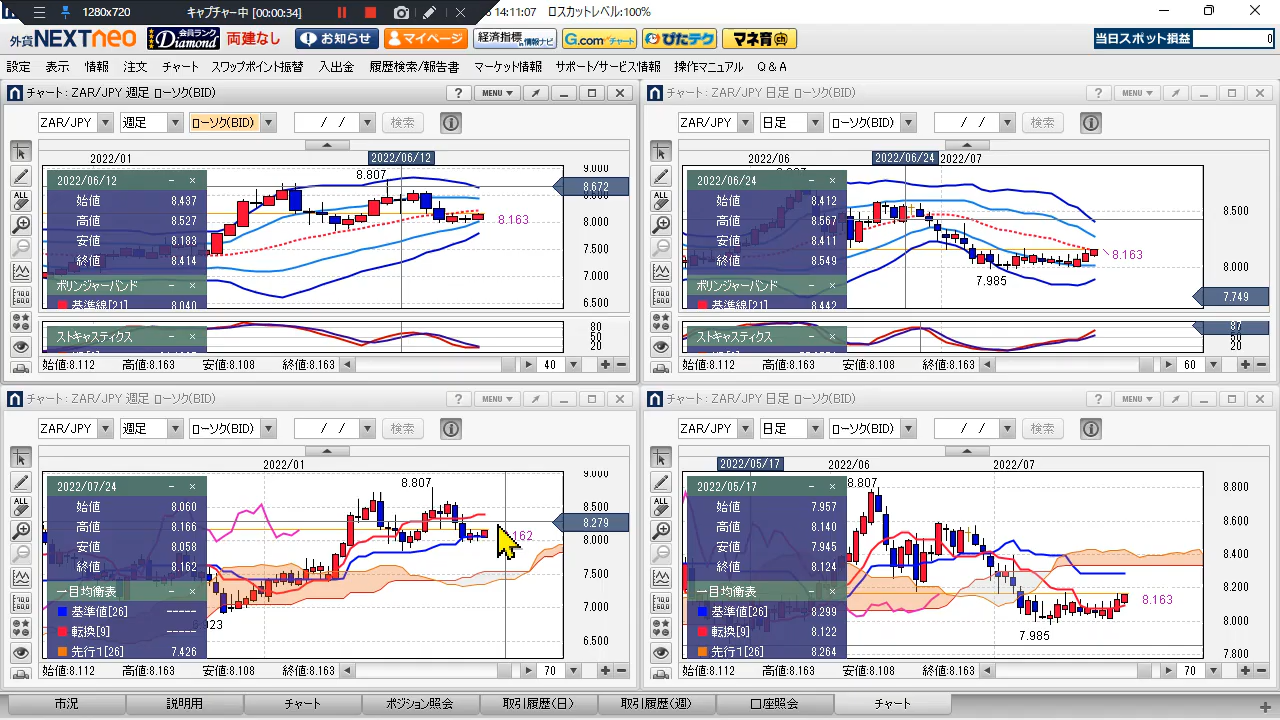 1280x720 キャプチャー中 [00:00:34] 14:11:07 ロスカットレベル:100%
外貨NEXTneo 会員ランク Diamond 両建なし お知らせ マイページ 経済指標 為替情報ナビ G.comチャート ぴたテク マネ育 当日スポット損益 0
設定 表示 情報 注文 チャート スワップポイント振替 入出金 履歴検索/報告書 マーケット情報 サポート/サービス情報 操作マニュアル Q&A
チャート: ZAR/JPY 週足 ローソク(BID) ? MENU
ZAR/JPY 週足 ローソク(BID) / / 検索
2022/01 2022/06/12
2022/06/12
始値 8.437
高値 8.527
安値 8.183
終値 8.414
ボリンジャーバンド
基準線[21] 8.040
8.807
8.163
9.000
8.672
8.000
7.500
7.000
6.500
ストキャスティクス
80
20
始値:8.112 高値:8.163 安値:8.108 終値:8.163 40
チャート: ZAR/JPY 日足 ローソク(BID) ? MENU
ZAR/JPY 日足 ローソク(BID) / / 検索
2022/06 2022/06/24 2022/07
2022/06/24
始値 8.412
高値 8.567
安値 8.411
終値 8.549
ボリンジャーバンド
基準線[21] 8.442
7.985
8.163
8.500
8.000
7.749
ストキャスティクス
87
20
始値:8.112 高値:8.163 安値:8.108 終値:8.163 60
チャート: ZAR/JPY 週足 ローソク(BID) ? MENU
ZAR/JPY 週足 ローソク(BID) / / 検索
2022/01
2022/07/24
始値 8.060
高値 8.166
安値 8.058
終値 8.162
一目均衡表
基準値[26] -----
転換[9] -----
先行1[26] 7.426
8.807
9.000
8.500
8.279
8.000
7.500
7.000
6.500
始値:8.112 高値:8.163 安値:8.108 終値:8.163 70
チャート: ZAR/JPY 日足 ローソク(BID) ? MENU
ZAR/JPY 日足 ローソク(BID) / / 検索
2022/05/17 2022/06 2022/07
2022/05/17
始値 7.957
高値 8.140
安値 7.945
終値 8.124
一目均衡表
基準値[26] 8.299
転換[9] 8.122
先行1[26] 8.264
8.807
7.985
8.163
8.800
8.600
8.400
8.200
8.000
7.800
始値:8.112 高値:8.163 安値:8.108 終値:8.163 70
市況 説明用 チャート ポジション照会 取引履歴(日) 取引履歴(週) 口座照会 チャート